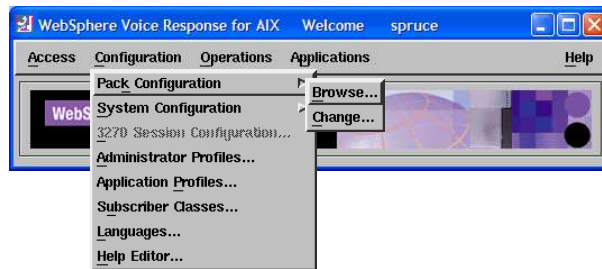 WebSphere Voice Response for AIX Welcome spruce
Access Configuration Operations Applications Help
WebS
Pack Configuration
Browse...
Change...
System Configuration
3270 Session Configuration...
Administrator Profiles...
Application Profiles...
Subscriber Classes...
Languages...
Help Editor...